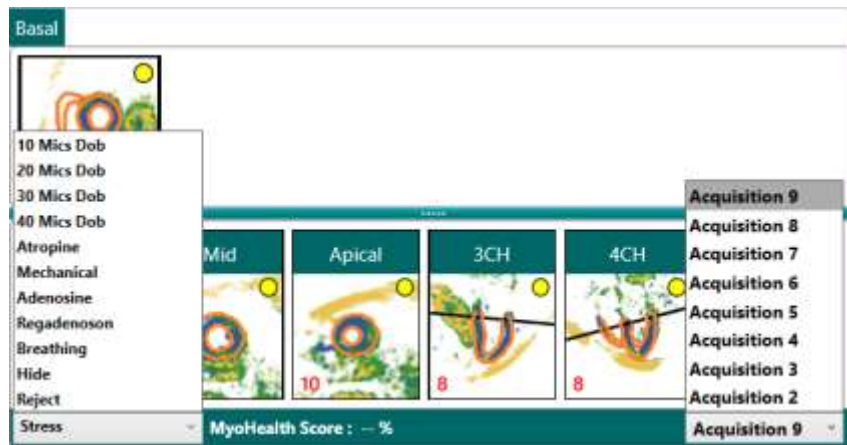 Basal
10 Mics Dob
20 Mics Dob
30 Mics Dob
40 Mics Dob
Atropine
Mechanical
Adenosine
Regadenoson
Breathing
Hide
Reject
Stress
Mid
Apical
3CH
4CH
10
8
8
MyoHealth Score : -- %
Acquisition 9
Acquisition 8
Acquisition 7
Acquisition 6
Acquisition 5
Acquisition 4
Acquisition 3
Acquisition 2
Acquisition 9